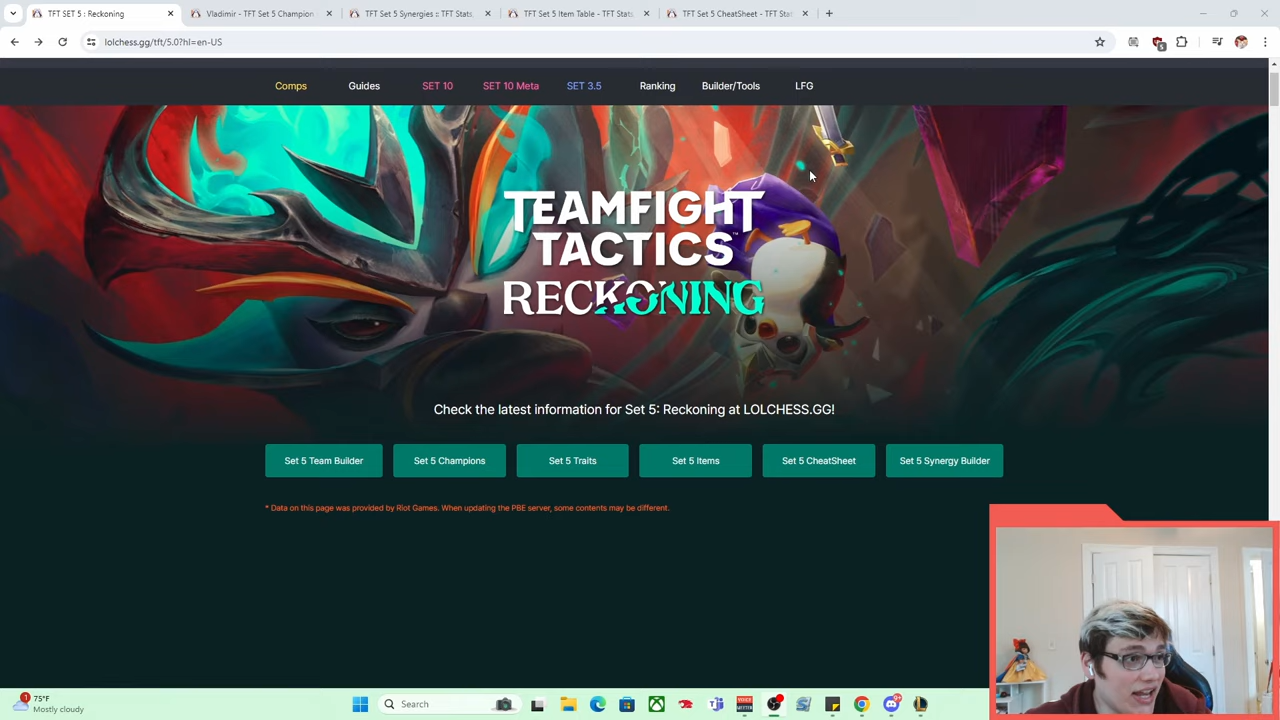 TFT SET 5 : Reckoning
Vladimir - TFT Set 5 Champion
TFT Set 5 Synergies :: TFT Stats,
TFT Set 5 Item Table - TFT Stats,
TFT Set 5 CheatSheet - TFT Stat
lolchess.gg/tft/5.0?hl=en-US
5
Comps
Guides
SET 10
SET 10 Meta
SET 3.5
Ranking
Builder/Tools
LFG
TEAMFIGHT
TACTICS™
RECKONING
Check the latest information for Set 5: Reckoning at LOLCHESS.GG!
Set 5 Team Builder
Set 5 Champions
Set 5 Traits
Set 5 Items
Set 5 CheatSheet
Set 5 Synergy Builder
* Data on this page was provided by Riot Games. When updating the PBE server, some contents may be different.
1
75°F
Mostly cloudy
Search